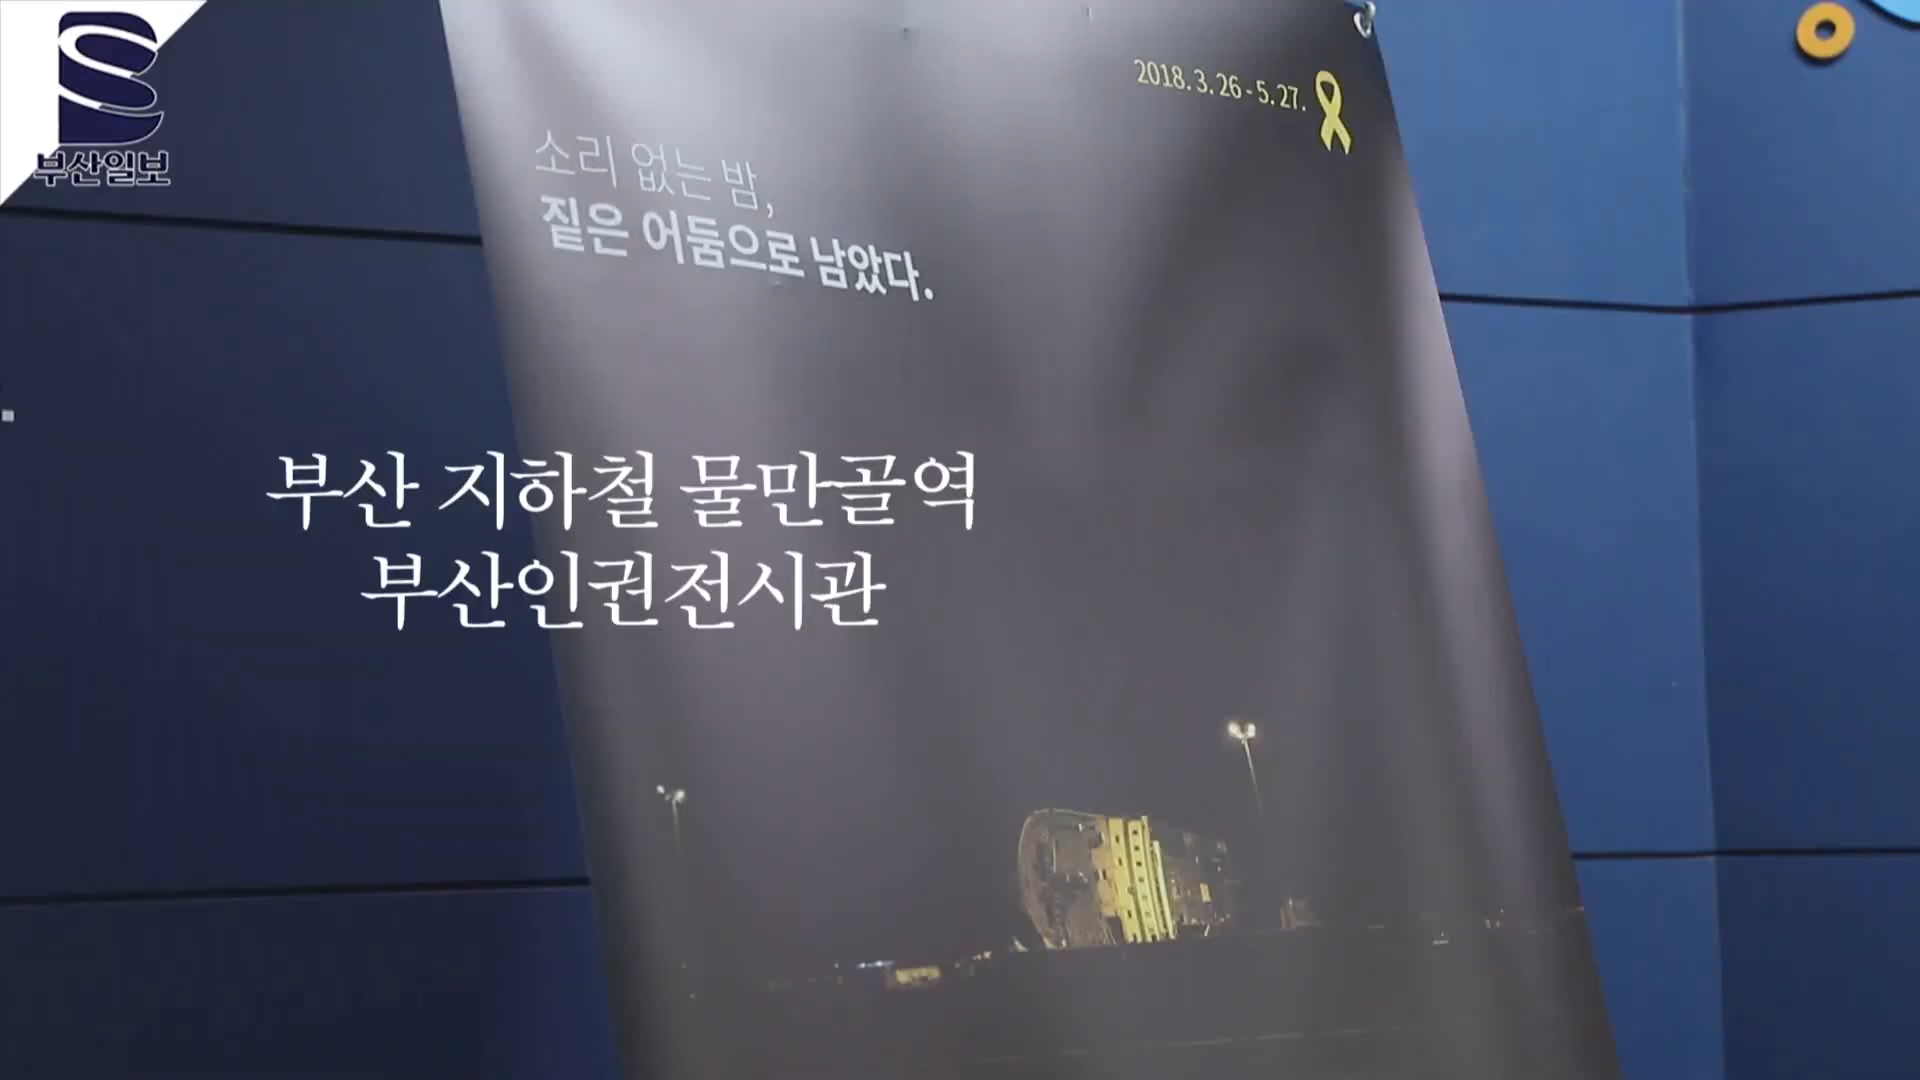 부산일보
2018.3.26-5.27.
소리 없는 밤,
짙은 어둠으로 남았다.
부산 지하철 물만골역
부산인권전시관